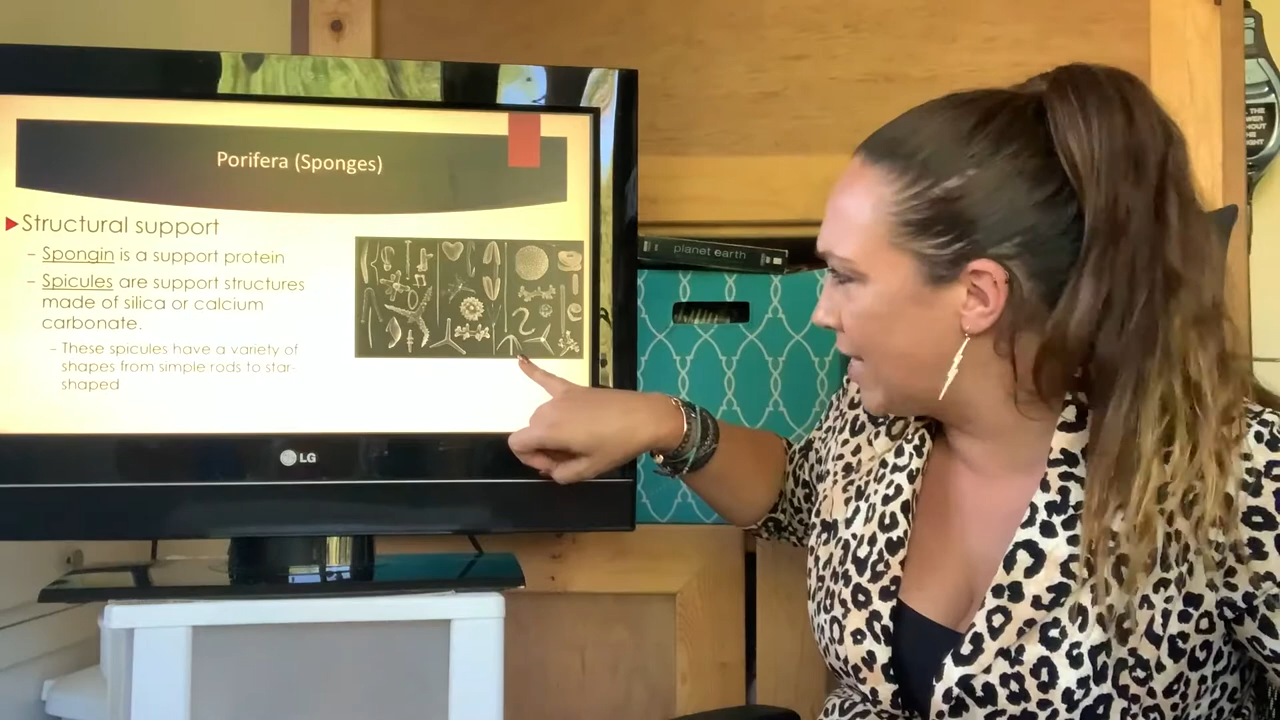 Porifera (Sponges)
Structural support
– Spongin is a support protein
– Spicules are support structures
made of silica or calcium
carbonate.
– These spicules have a variety of
shapes from simple rods to star-
shaped
LG
planet earth